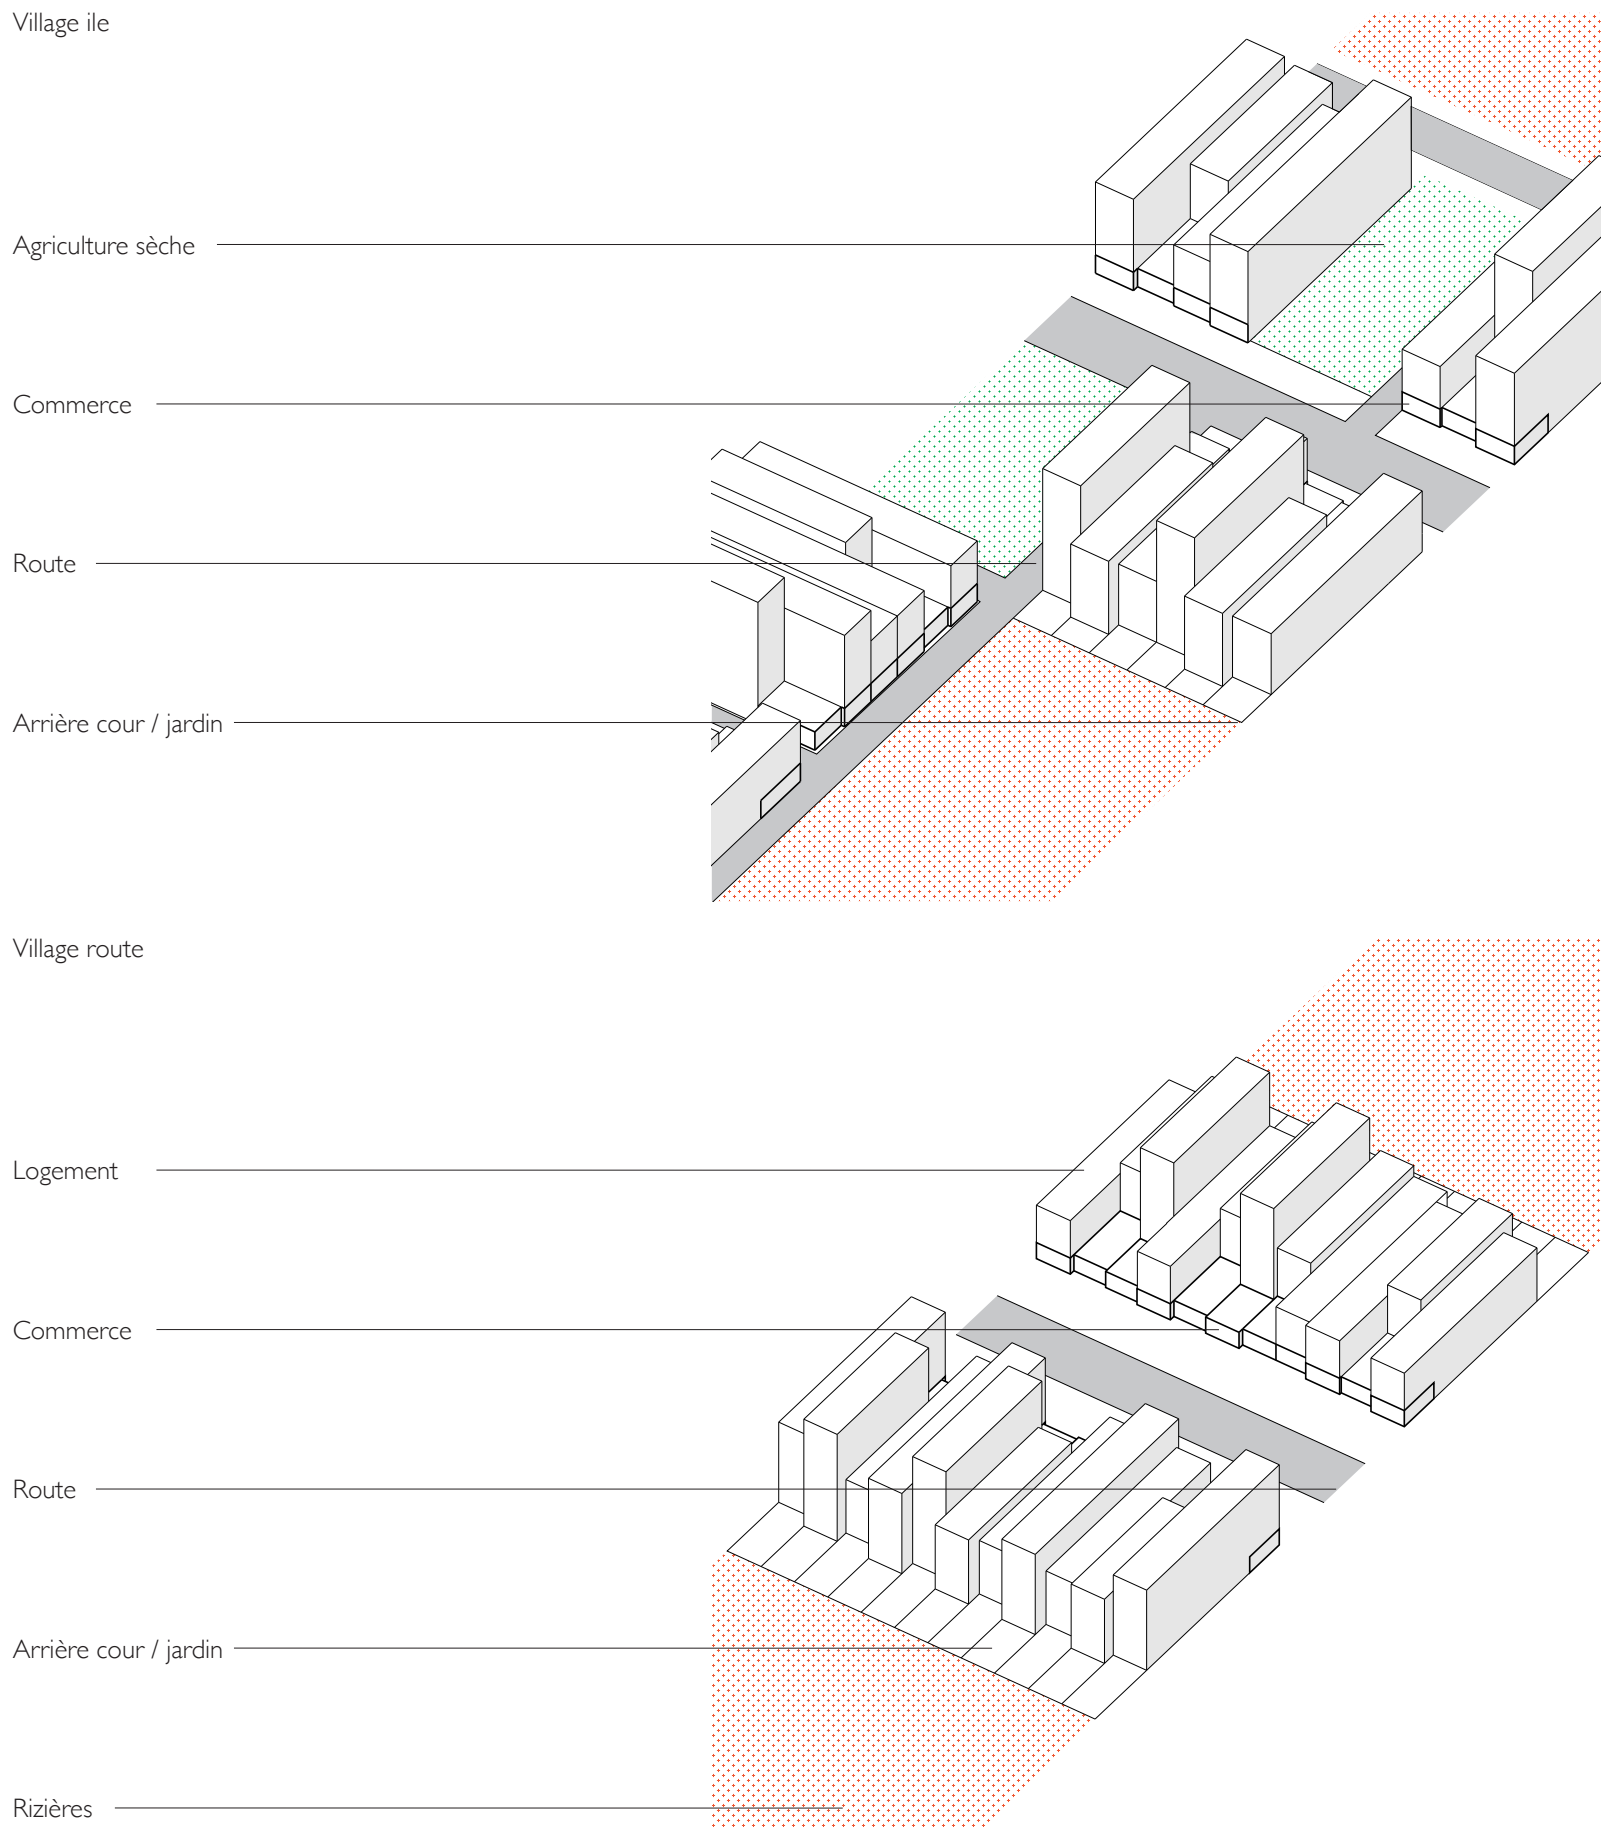 Village ile
Agriculture sèche
Commerce
Route
Arrière cour / jardin
Village route
Logement
Commerce
Route
Arrière cour / jardin
Rizières